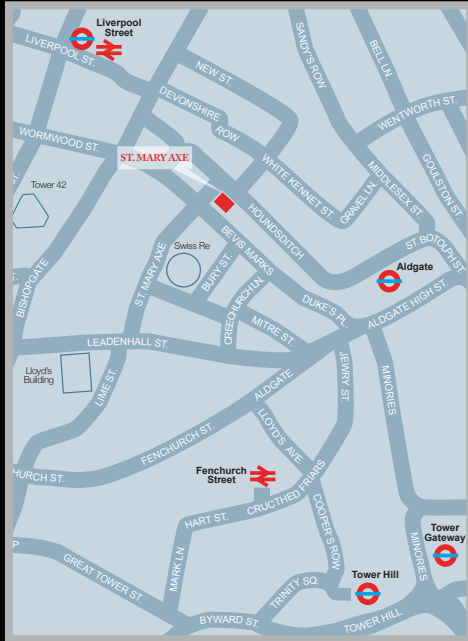 Liverpool
Street
LIVERPOOL ST.
SANDY'S ROW
BELL LN.
NEW ST.
DEVONSHIRE
ROW
WENTWORTH ST.
WORMWOOD ST.
ST. MARY AXE
WHITE KENNET ST.
GRAVEL LN.
MIDDLESEX ST.
GOULSTON ST.
Tower 42
ST.
HOUNDSDITCH
BEVIS MARKS
ST. BOTOLPH ST.
Swiss Re
BISHOPGATE
ST. MARY AXE
BURY ST.
CREECHURCH LN.
Aldgate
DUKE'S PL.
ALDGATE HIGH ST.
MITRE ST.
LEADENHALL ST.
Lloyd's
Building
LIME ST.
JEWRY ST.
MINORIES
ALDGATE
FENCHURCH ST.
LLOYD'S AVE.
HURCH ST.
Fenchurch
Street
CRUCTHED FRIARS
HART ST.
COOPER'S ROW
MARK LN.
P
GREAT TOWER ST.
MINORIES
Tower
Gateway
Tower Hill
TRINITY SQ.
BYWARD ST.
TOWER HILL